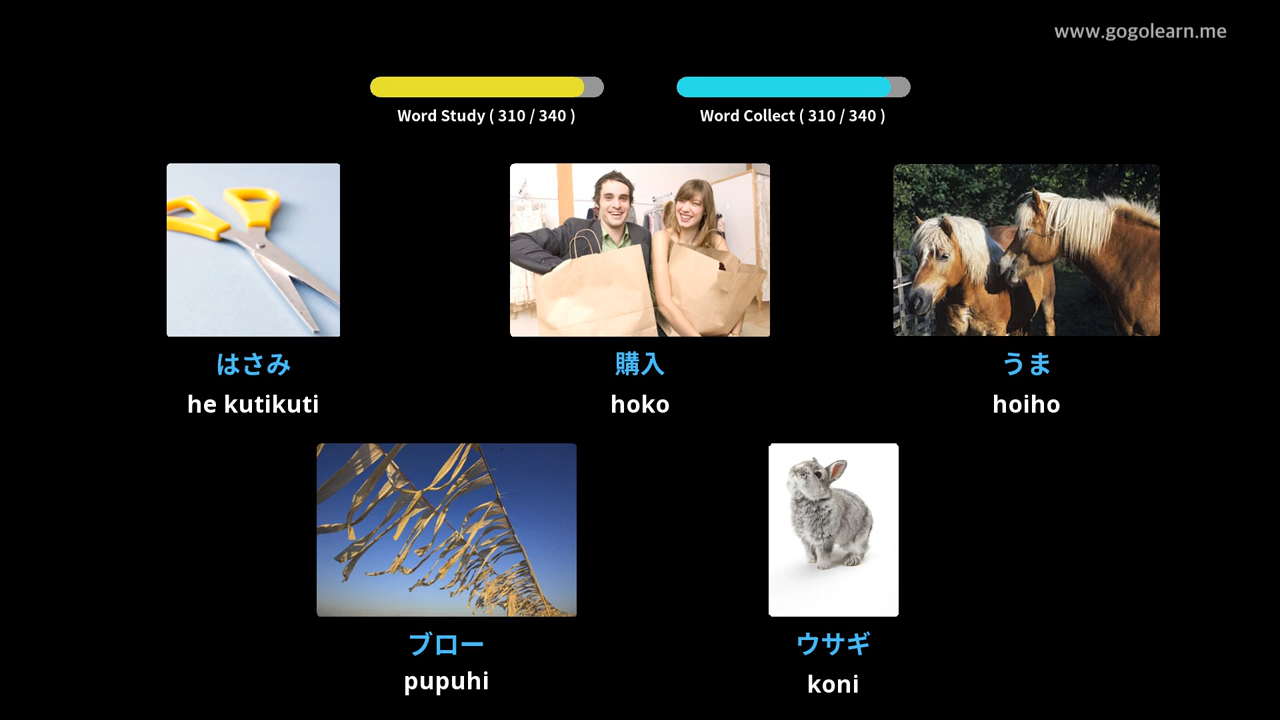 www.gogolearn.me
Word Study ( 310 / 340 )
Word Collect ( 310 / 340 )
はさみ
he kutikuti
購入
hoko
うま
hoiho
ブロー
pupuhi
ウサギ
koni